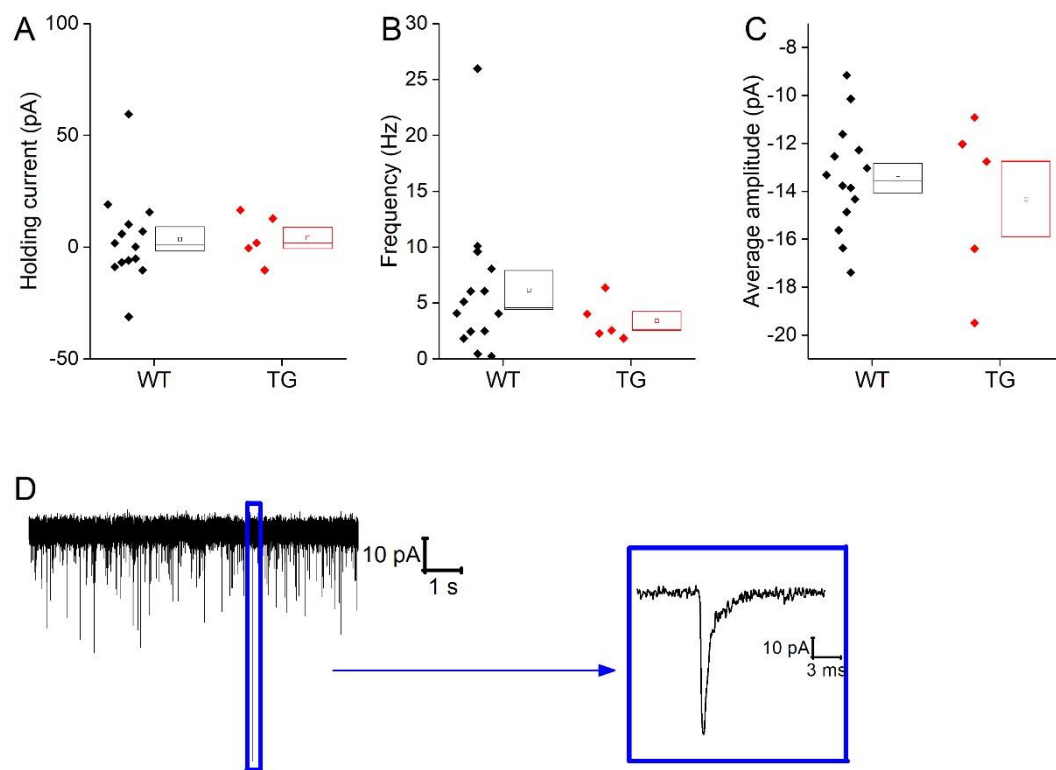 A
Holding current (pA)
100
50
0
-50
WT
TG
B
Frequency (Hz)
30
25
20
15
10
5
0
WT
TG
C
Average amplitude (pA)
-8
-10
-12
-14
-16
-18
-20
WT
TG
D
10 pA
1 s
10 pA
3 ms